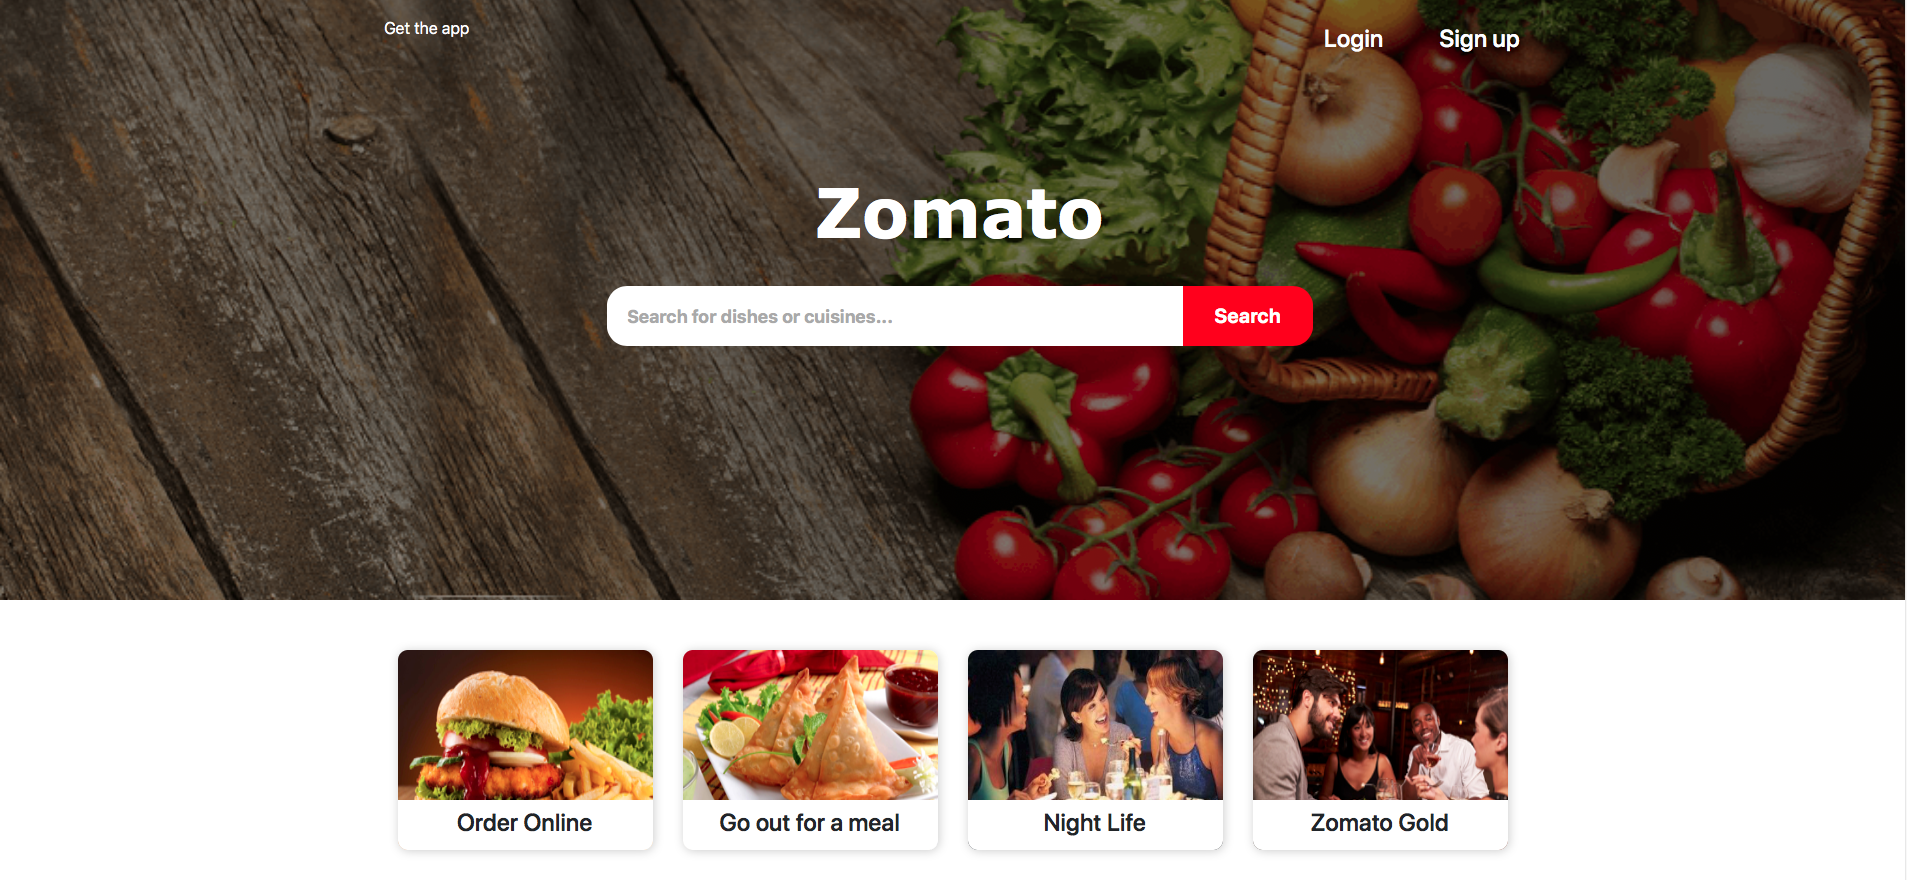 Get the app
Login
Sign up
Zomato
Search for dishes or cuisines...
Search
Order Online
Go out for a meal
Night Life
Zomato Gold